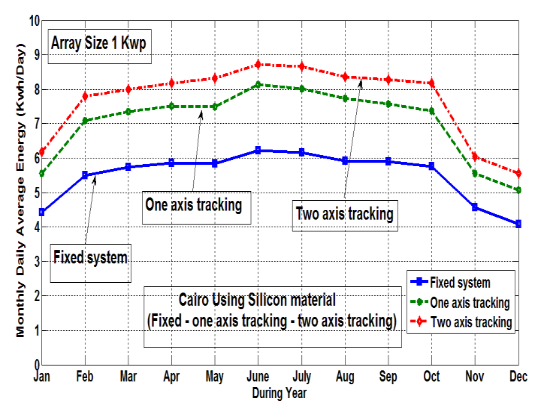 Monthly Daily Average Energy (Kwh/Day)
10
9
8
7
6
5
4
3
2
1
0
Array Size 1 Kwp
One axis tracking
Two axis tracking
Fixed system
Cairo Using Silicon material
(Fixed - one axis tracking - two axis tracking)
Fixed system
One axis tracking
Two axis tracking
Jan Feb Mar Apr May June July Aug Sep Oct Nov Dec
During Year